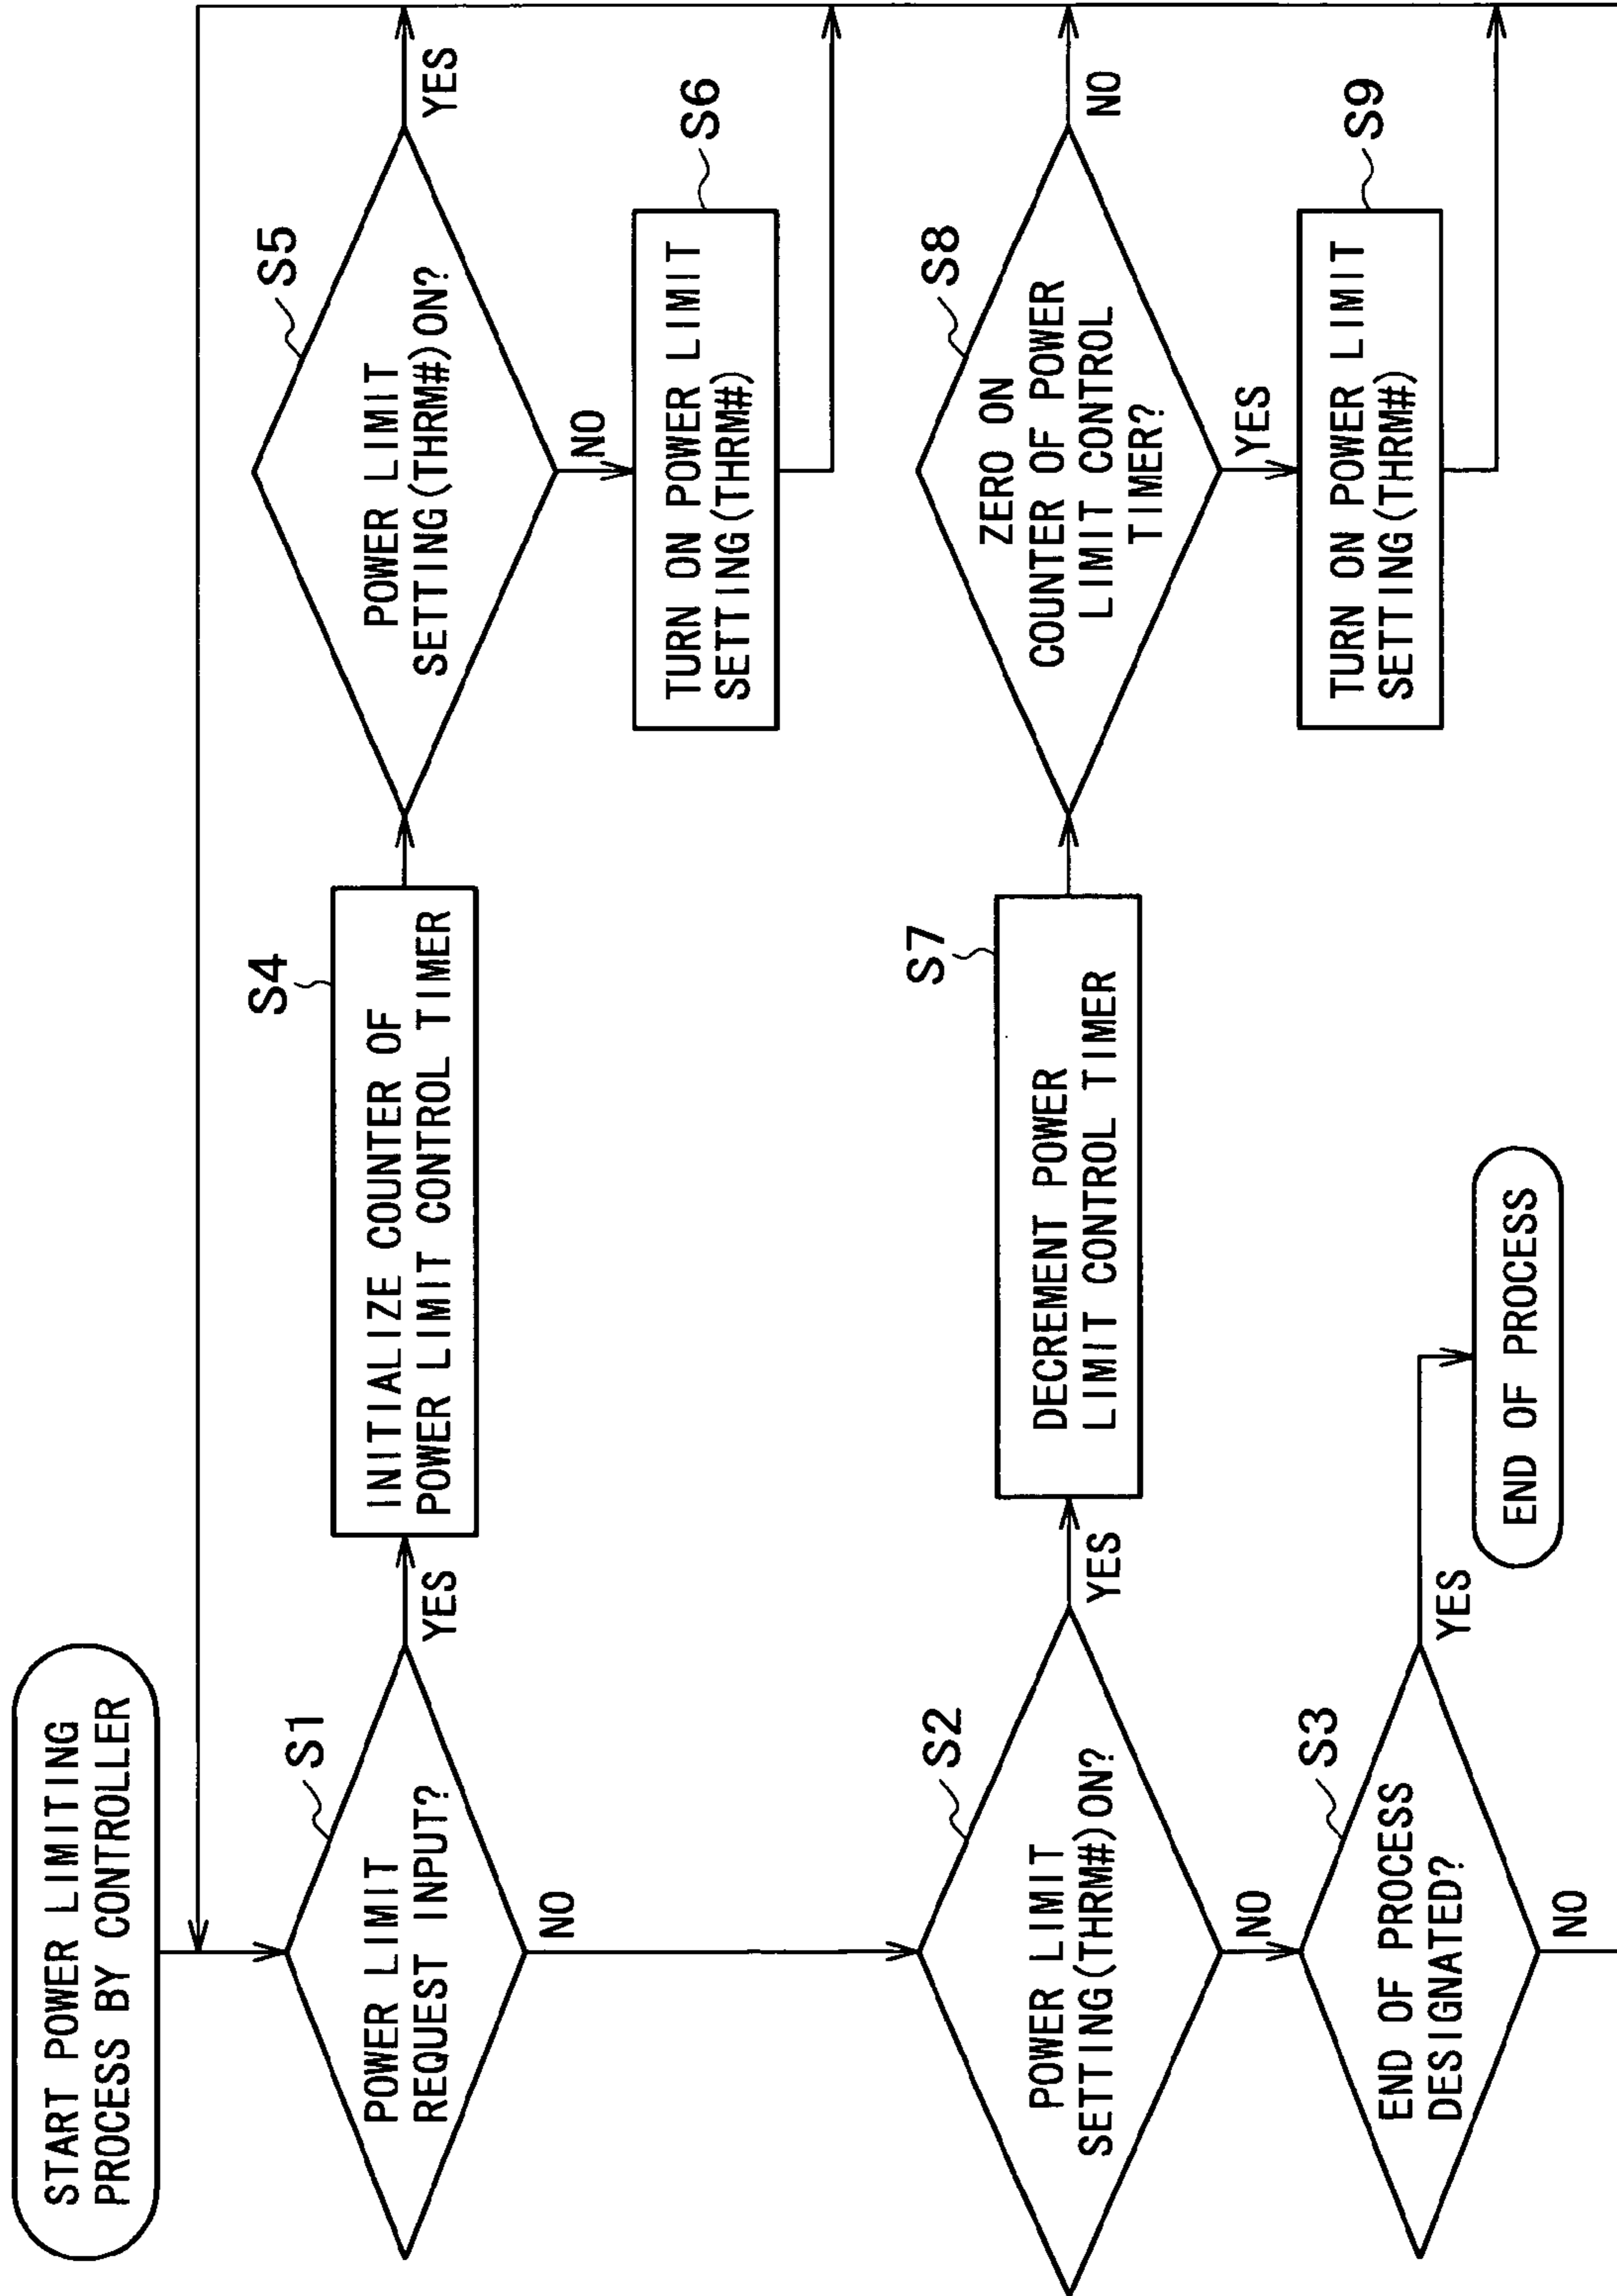 START POWER LIMITING
PROCESS BY CONTROLLER
S1
POWER LIMIT
REQUEST INPUT?
YES
NO
S4
INITIALIZE COUNTER OF
POWER LIMIT CONTROL TIMER
S5
POWER LIMIT
SETTING(THRM#)ON?
YES
NO
S6
TURN ON POWER LIMIT
SETTING(THRM#)
S2
POWER LIMIT
SETTING(THRM#)ON?
YES
NO
S7
DECREMENT POWER
LIMIT CONTROL TIMER
S8
ZERO ON
COUNTER OF POWER
LIMIT CONTROL
TIMER?
NO
YES
S9
TURN ON POWER LIMIT
SETTING(THRM#)
S3
END OF PROCESS
DESIGNATED?
YES
NO
END OF PROCESS